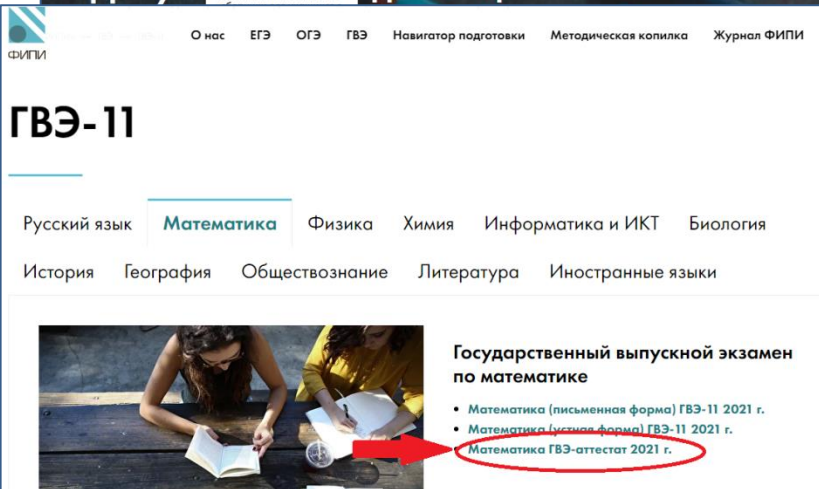 О нас ЕГЭ ОГЭ ГВЭ Навигатор подготовки Методическая копилка Журнал ФИПИ
ФИПИ
ГВЭ-11
Русский язык Математика Физика Химия Информатика и ИКТ Биология
История География Обществознание Литература Иностранные языки
Государственный выпускной экзамен
по математике
• Математика (письменная форма) ГВЭ-11 2021 г.
• Математика (устная форма) ГВЭ-11 2021 г.
Математика ГВЭ-аттестат 2021 г.